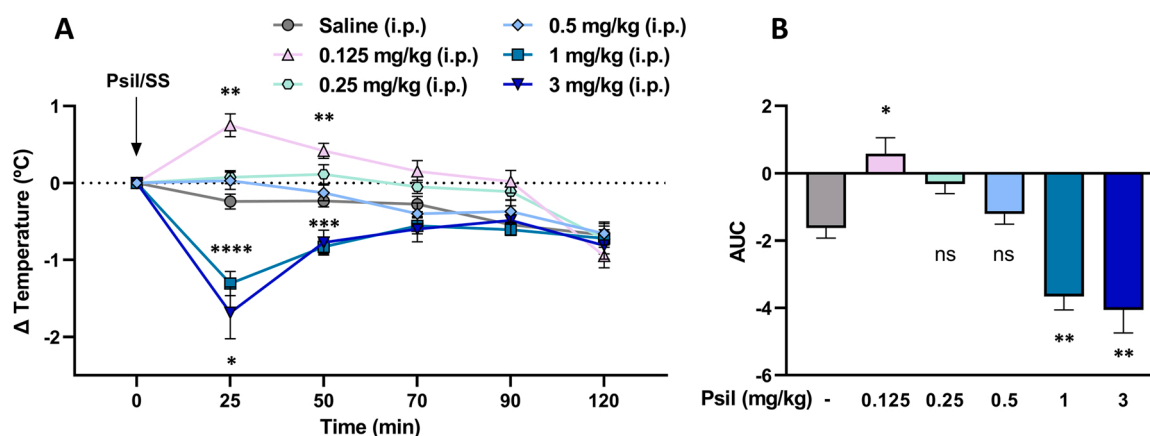 A
Saline (i.p.)
0.125 mg/kg (i.p.)
0.25 mg/kg (i.p.)
0.5 mg/kg (i.p.)
1 mg/kg (i.p.)
3 mg/kg (i.p.)
Psil/SS
**
**
***
****
*
1
0
-1
-2
Δ Temperature (ºC)
0 25 50 70 90 120
Time (min)
B
2
0
-2
-4
-6
AUC
*
ns ns
**
**
Psil (mg/kg) - 0.125 0.25 0.5 1 3